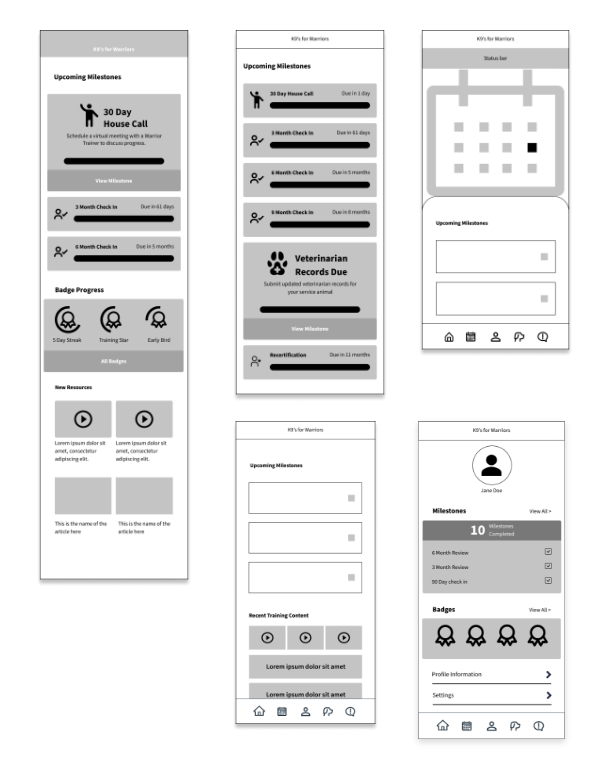 K9's for Warriors
Upcoming Milestones
30 Day
House Call
Schedule a virtual meeting with a Warrior
Trainer to discuss progress.
View Milestone
3 Month Check In
Due in 61 days
6 Month Check In
Due in 5 months
Badge Progress
5 Day Streak
Training Star
Early Bird
All Badges
New Resources
Lorem ipsum dolor sit
amet, consectetur
adipiscing elit.
Lorem ipsum dolor sit
amet, consectetur
adipiscing elit.
This is the name of the
article here
This is the name of the
article here
K9's for Warriors
Upcoming Milestones
30 Day House Call
Due in 1 day
3 Month Check In
Due in 61 days
6 Month Check In
Due in 5 months
9 Month Check In
Due in 8 months
Veterinarian
Records Due
Submit updated veterinarian records for
your service animal
View Milestone
Recertification
Due in 11 months
K9's for Warriors
Status bar
Upcoming Milestones
K9's for Warriors
Upcoming Milestones
Recent Training Content
Lorem ipsum dolor sit amet
Lorem ipsum dolor sit amet
K9's for Warriors
Jane Doe
Milestones
View All >
10
Milestones
Completed
6 Month Review
3 Month Review
90 Day check in
Badges
View All >
Profile Information
Settings